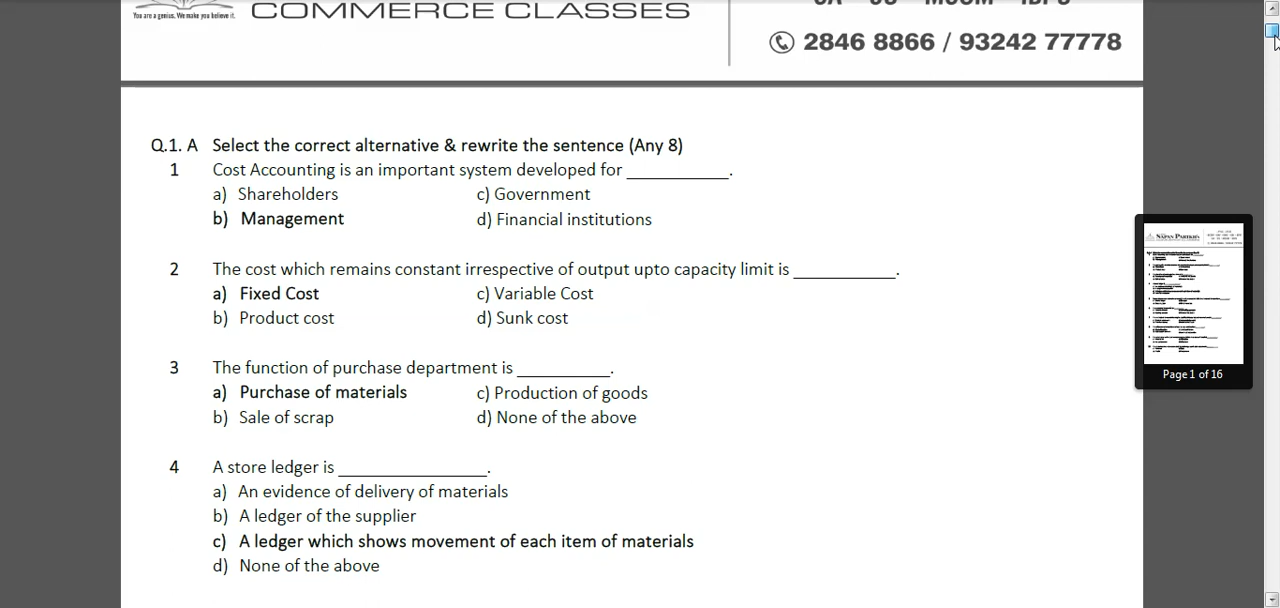 You are a genius. We make you believe it.
COMMERCE CLASSES
2846 8866 / 93242 77778
Q.1. A Select the correct alternative & rewrite the sentence (Any 8)
1 Cost Accounting is an important system developed for ____________.
a) Shareholders c) Government
b) Management d) Financial institutions
2 The cost which remains constant irrespective of output upto capacity limit is ____________.
a) Fixed Cost c) Variable Cost
b) Product cost d) Sunk cost
3 The function of purchase department is ___________.
a) Purchase of materials c) Production of goods
b) Sale of scrap d) None of the above
4 A store ledger is _________________.
a) An evidence of delivery of materials
b) A ledger of the supplier
c) A ledger which shows movement of each item of materials
d) None of the above
Page 1 of 16